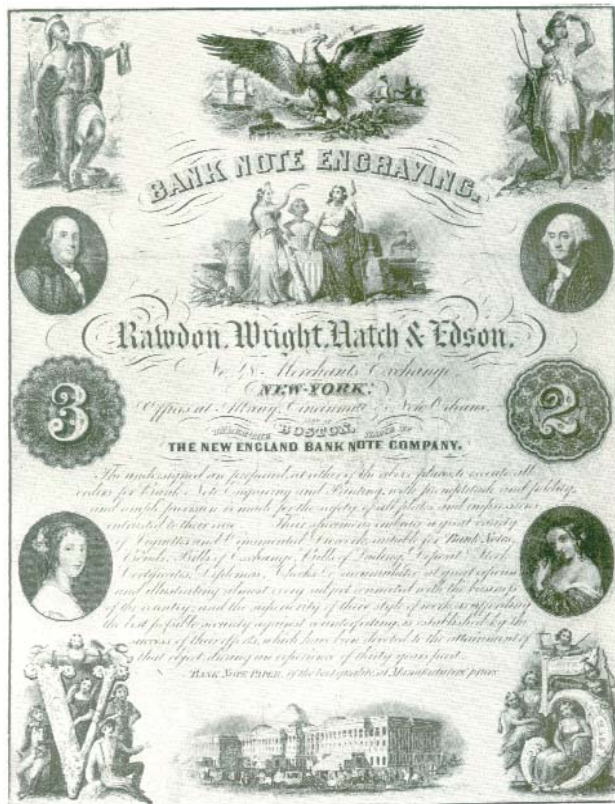 BANK NOTE ENGRAVING.
Rawdon, Wright, Hatch & Edson.
Merchants Exchange
NEW-YORK.
Offices at Albany, Cincinnati & New Orleans.
BOSTON,
THE NEW ENGLAND BANK NOTE COMPANY.
3
2
The undersigned are prepared, at either of the above places, to execute all
orders for Bank Note Engraving and Printing, with promptitude and fidelity,
and ample provision is made for the safety of all plates and impressions
entrusted to their care. Their specimens embrace a great variety
of Vignettes and Ornamental Devices, suitable for Bank Notes,
Bonds, Bills of Exchange, Bills of Lading, Deposit & Stock
Certificates, Diplomas, Checks, &c. accumulated at great expense
and illustrating almost every subject connected with the business
of the country; and the superiority of their style of work, as affording
the best possible security against counterfeiting, is established by the
success of their efforts, which have been devoted to the attainment of
that object during an experience of thirty years past.
BANK NOTE PAPER, of the best quality, at Manufacturers' prices
V
5